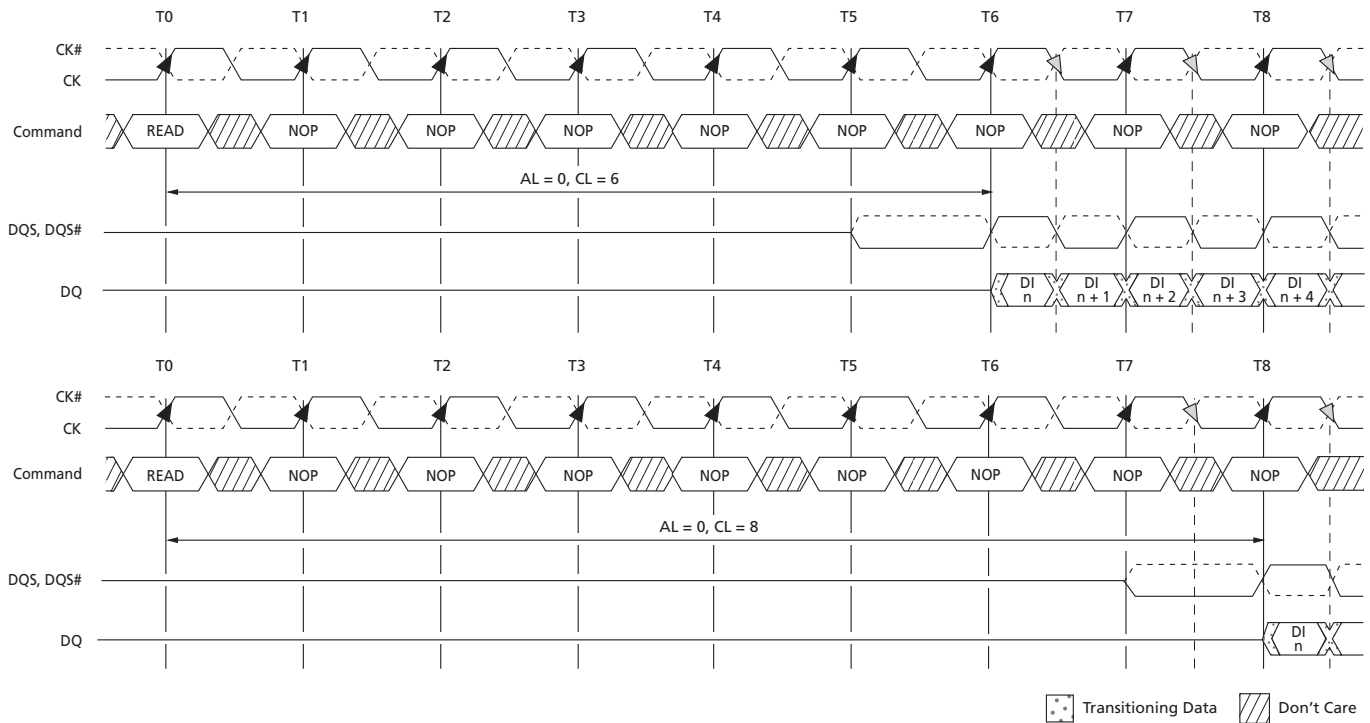 T0 T1 T2 T3 T4 T5 T6 T7 T8
CK#
CK
Command READ NOP NOP NOP NOP NOP NOP NOP NOP
AL = 0, CL = 6
DQS, DQS#
DQ DI n DI n + 1 DI n + 2 DI n + 3 DI n + 4
T0 T1 T2 T3 T4 T5 T6 T7 T8
CK#
CK
Command READ NOP NOP NOP NOP NOP NOP NOP NOP
AL = 0, CL = 8
DQS, DQS#
DQ DI n
Transitioning Data Don't Care